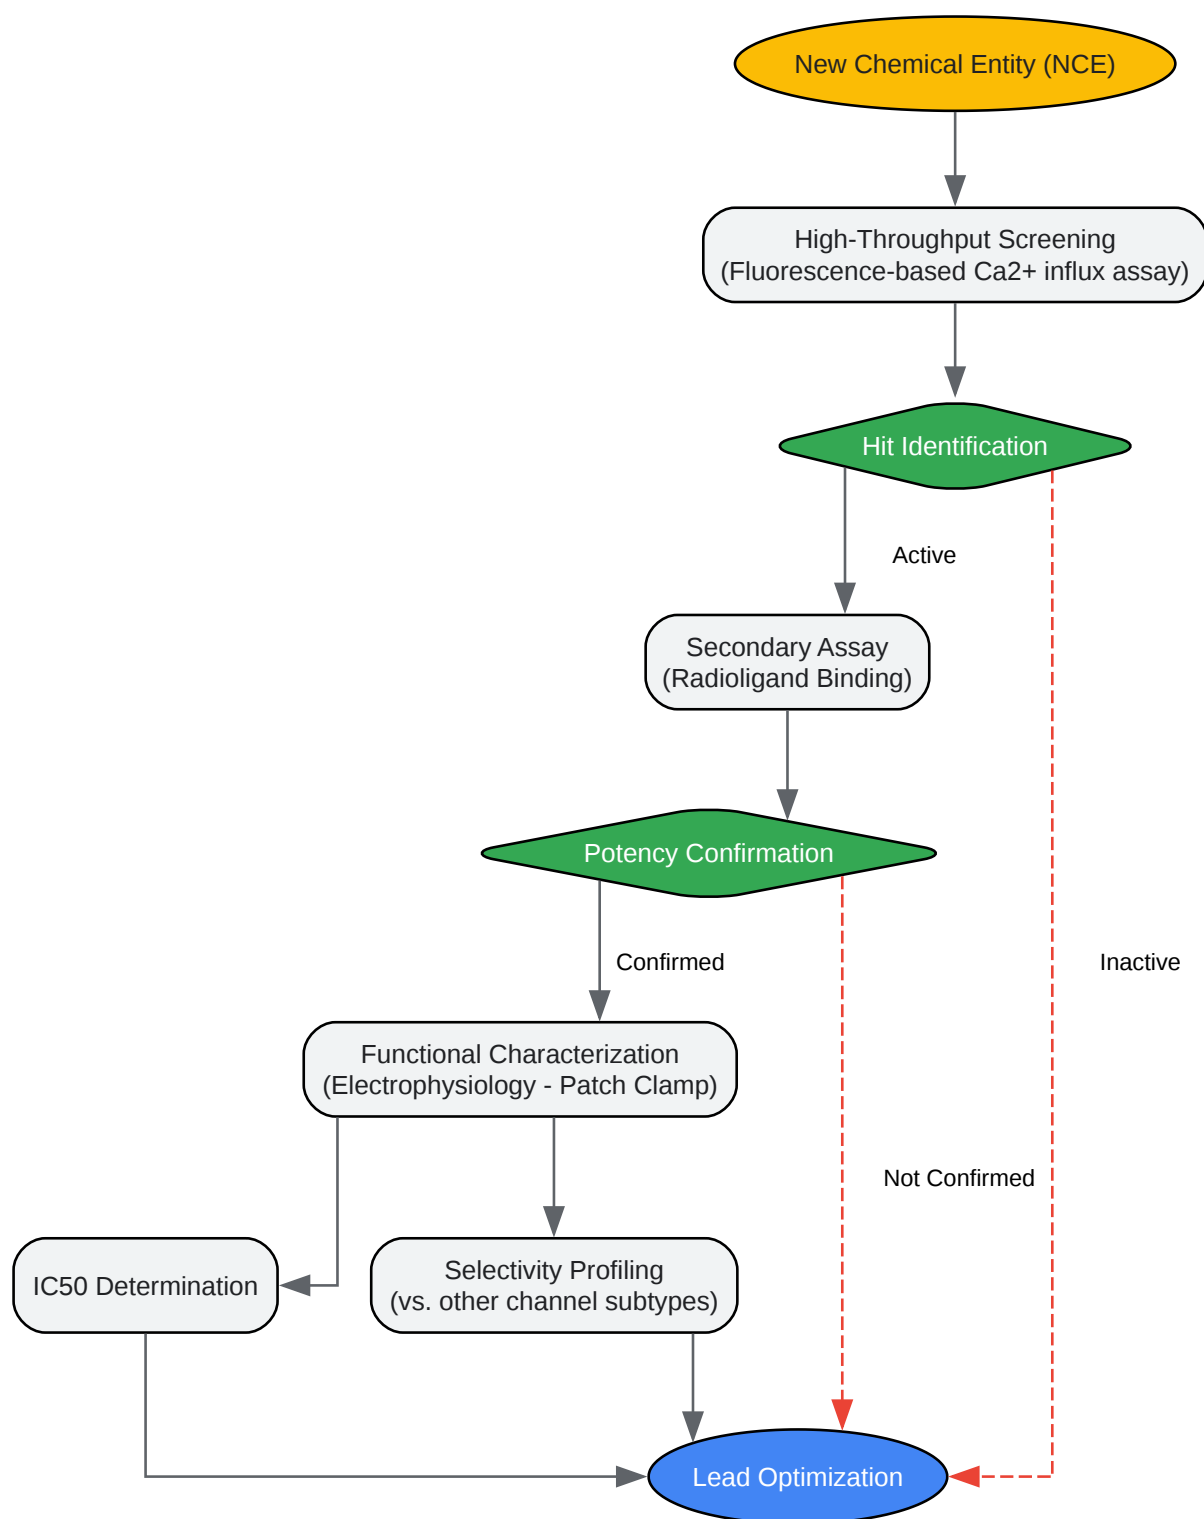 New Chemical Entity (NCE)
High-Throughput Screening
(Fluorescence-based Ca2+ influx assay)
Hit Identification
Active
Secondary Assay
(Radioligand Binding)
Potency Confirmation
Confirmed
Inactive
Functional Characterization
(Electrophysiology - Patch Clamp)
Not Confirmed
IC50 Determination
Selectivity Profiling
(vs. other channel subtypes)
Lead Optimization